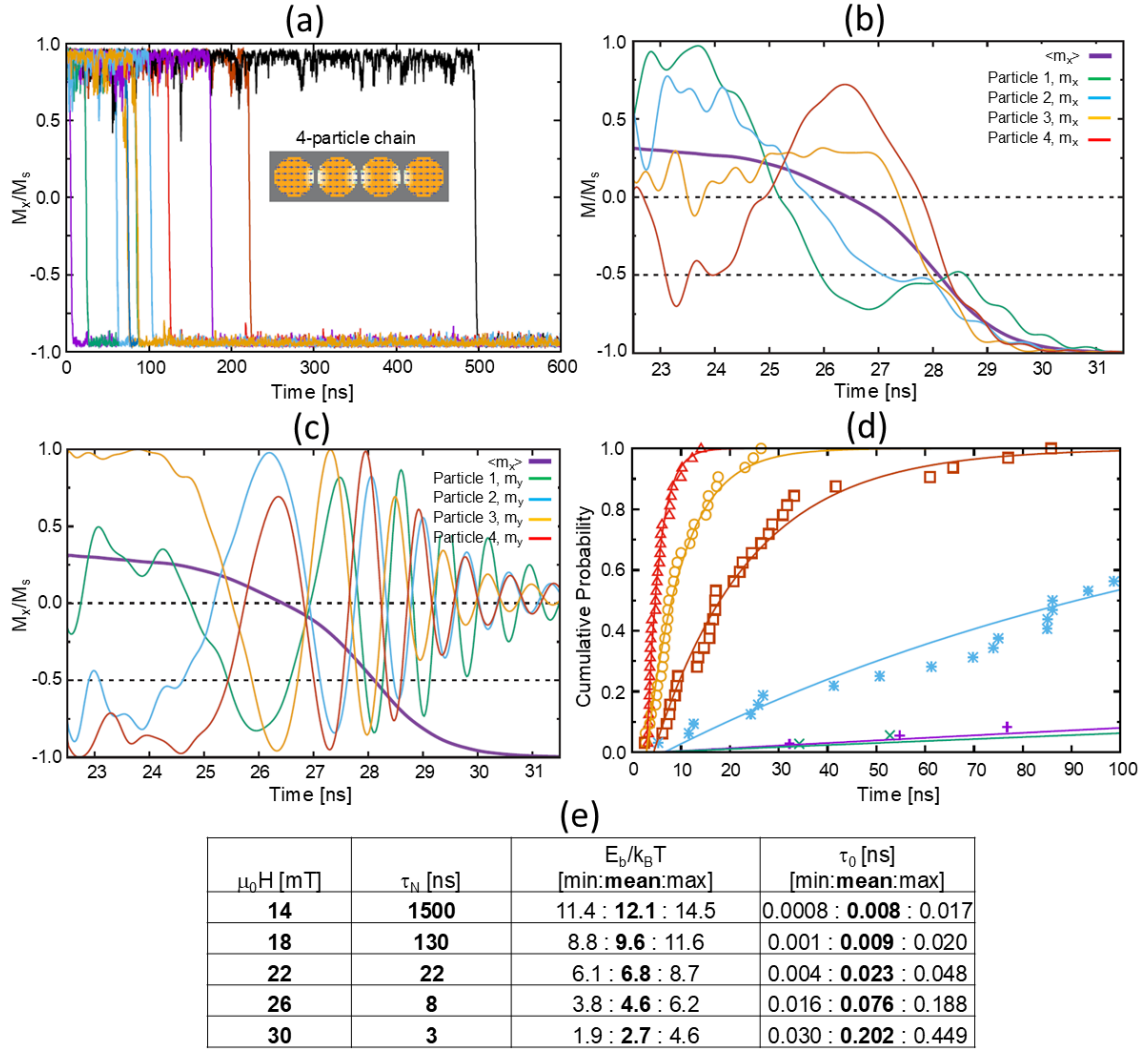 (a)
1.0
0.5
0.0
-0.5
-1.0
Mx/Ms
4-particle chain
0 100 200 300 400 500 600
Time [ns]
(b)
1.0
0.5
0.0
-0.5
-1.0
M/Ms
<mx>
Particle 1, mx
Particle 2, mx
Particle 3, mx
Particle 4, mx
23 24 25 26 27 28 29 30 31
Time [ns]
(c)
1.0
0.5
0.0
-0.5
-1.0
Mx/Ms
<mx>
Particle 1, my
Particle 2, my
Particle 3, my
Particle 4, my
23 24 25 26 27 28 29 30 31
Time [ns]
(d)
1.0
0.8
0.6
0.4
0.2
0.0
Cumulative Probability
0 10 20 30 40 50 60 70 80 90 100
Time [ns]
(e)
μ0H [mT] τN [ns] Eb/kBT τ0 [ns]
[min:mean:max] [min:mean:max]
14 1500 11.4 : 12.1 : 14.5 0.0008 : 0.008 : 0.017
18 130 8.8 : 9.6 : 11.6 0.001 : 0.009 : 0.020
22 22 6.1 : 6.8 : 8.7 0.004 : 0.023 : 0.048
26 8 3.8 : 4.6 : 6.2 0.016 : 0.076 : 0.188
30 3 1.9 : 2.7 : 4.6 0.030 : 0.202 : 0.449